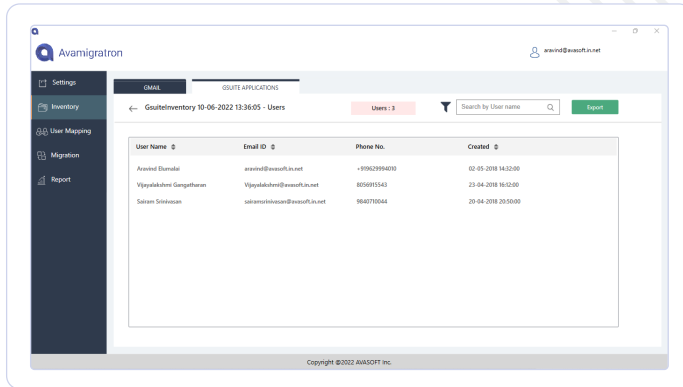 Avamigratron
aravind@avasoft.in.net
Settings
Inventory
User Mapping
Migration
Report
GMAIL
GSUITE APPLICATIONS
GsuiteInventory 10-06-2022 13:36:05 - Users
Users : 3
Search by User name
Export
User Name Email ID Phone No. Created
Aravind Elumalai aravind@avasoft.in.net +919629994010 02-05-2018 14:32:00
Vijayalakshmi Gangatharan Vijayalakshmi@avasoft.in.net 8056915543 23-04-2018 16:12:00
Sairam Srinivasan sairamsrinivasan@avasoft.in.net 9840710044 20-04-2018 20:50:00
Copyright @2022 AVASOFT Inc.